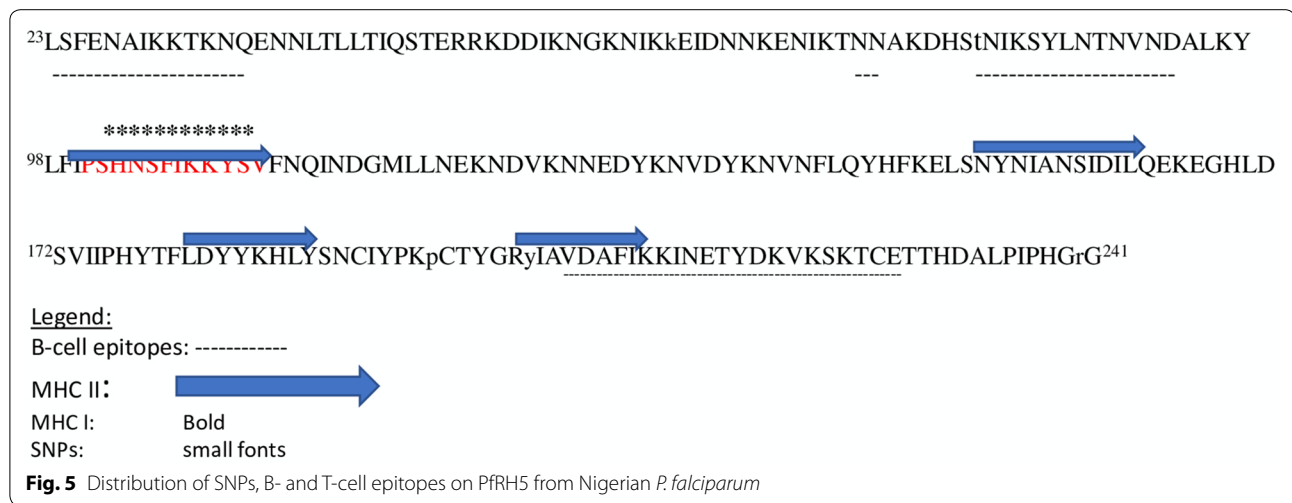 23LSFENAIKKTKNQENNLTLLTIQSTERRKDDIKNGKNIKkEIDNNKENIKTNNAKDHStNIKSYLNTNVNDALKY
------------------------ --- -------------------------
************
98LFIPSHNSFIKKYSVFNQINDGMLLNEKNDVKNNEDYKNVDYKNVNFLQYHFKELSNYNIANSIDILQEKEGHLD
172SVIIPHYTFLDYYKHLYSNCIYPKpCTYGRyIAVDAFIKKINETYDKVKSKTCETTHDALPIPHGrG241
--------------------------------------------------------
Legend:
B-cell epitopes: ------------
MHC II:
MHC I: Bold
SNPs: small fonts
Fig. 5 Distribution of SNPs, B- and T-cell epitopes on PfRH5 from Nigerian P. falciparum